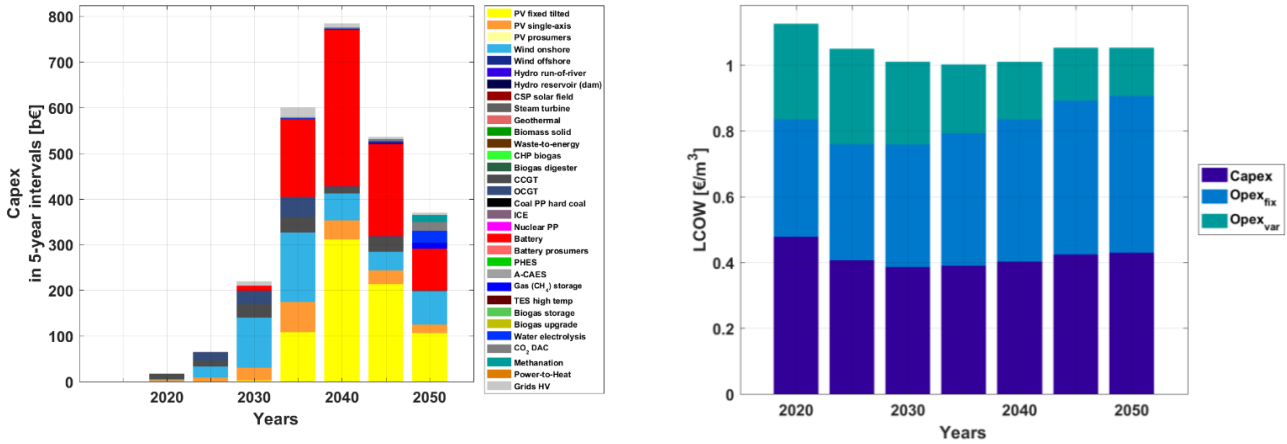 800
700
600
500
400
300
200
100
0
Capex
in 5-year intervals [b€]
2020
2030
2040
2050
Years
PV fixed tilted
PV single-axis
PV prosumers
Wind onshore
Wind offshore
Hydro run-of-river
Hydro reservoir (dam)
CSP solar field
Steam turbine
Geothermal
Biomass solid
Waste-to-energy
CHP biogas
Biogas digester
CCGT
OCGT
Coal PP hard coal
ICE
Nuclear PP
Battery
Battery prosumers
PHES
A-CAES
Gas (CH₄) storage
TES high temp
Biogas storage
Biogas upgrade
Water electrolysis
CO₂ DAC
Methanation
Power-to-Heat
Grids HV
1
0.8
0.6
0.4
0.2
0
LCOW [€/m³]
2020
2030
2040
2050
Years
Capex
Opex_fix
Opex_var